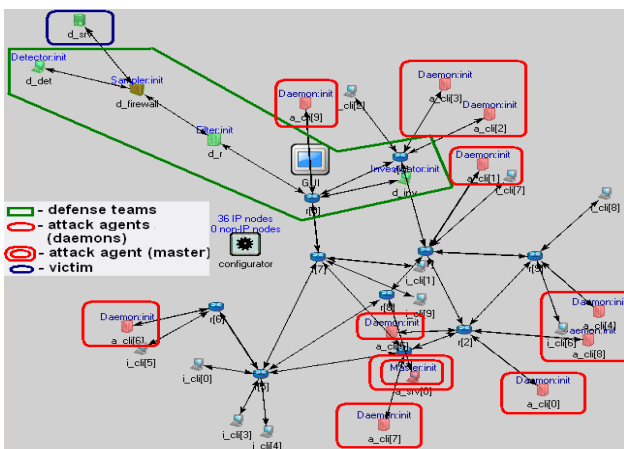 d_srv
Detector:init
d_det
Sampler:init
d_firewall
Daemon:init
i_cli[5]
Daemon:init
a_cli[3]
Daemon:init
a_cli[2]
Filter:init
d_r
GUI
Investigator:init
d_inv
Daemon:init
a_cli[1]
i_cli[7]
i_cli[8]
- defense teams
- attack agents
(daemons)
- attack agent (master)
- victim
36 IP nodes
0 non-IP nodes
configurator
r[7]
i_cli[1]
r[9]
r[8]
i_cli[9]
Daemon:init
a_cli[6]
r[6]
i_cli[5]
Daemon:init
r[2]
a_cli[4]
i_cli[6]
Daemon:init
a_cli[8]
i_cli[0]
Master:init
a_srv[0]
Daemon:init
a_cli[0]
i_cli[3]
i_cli[4]
Daemon:init
a_cli[7]